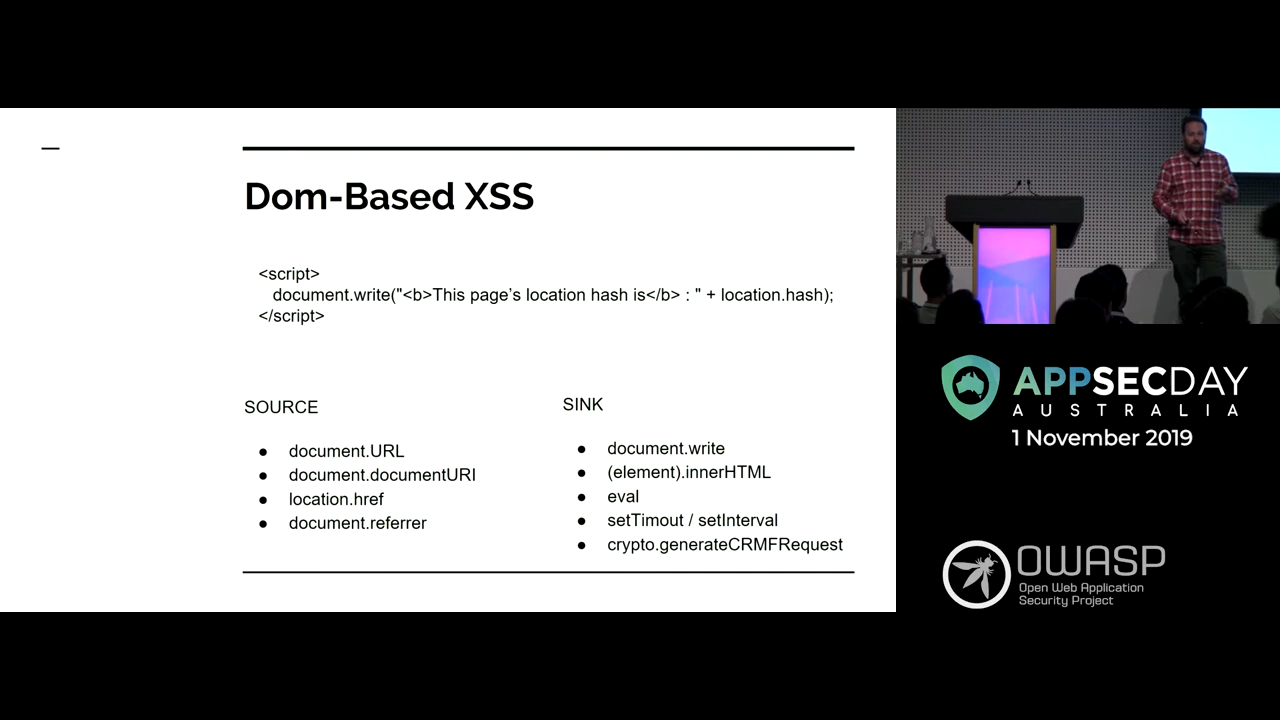 Dom-Based XSS
<script>
document.write("<b>This page's location hash is</b> : " + location.hash);
</script>
SOURCE
● document.URL
● document.documentURI
● location.href
● document.referrer
SINK
● document.write
● (element).innerHTML
● eval
● setTimout / setInterval
● crypto.generateCRMFRequest
APPSECDAY
AUSTRALIA
1 November 2019
OWASP
Open Web Application
Security Project